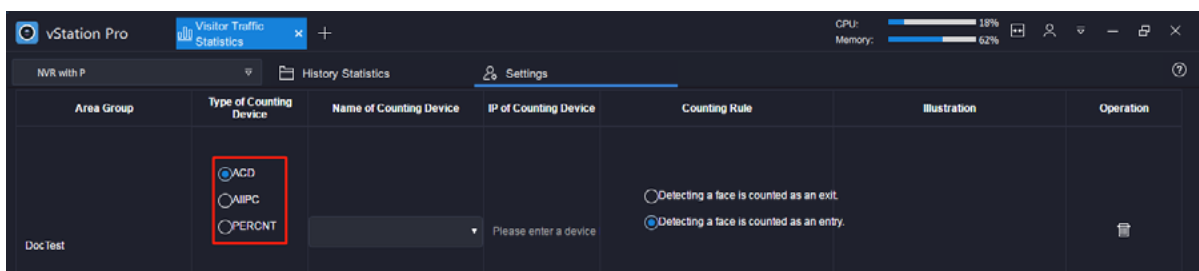 vStation Pro
Visitor Traffic
Statistics
CPU: 18%
Memory: 62%
NVR with P
History Statistics
Settings
Area Group
Type of Counting
Device
Name of Counting Device
IP of Counting Device
Counting Rule
Illustration
Operation
ACD
AIIPC
PERCNT
Detecting a face is counted as an exit.
Detecting a face is counted as an entry.
Please enter a device
DocTest